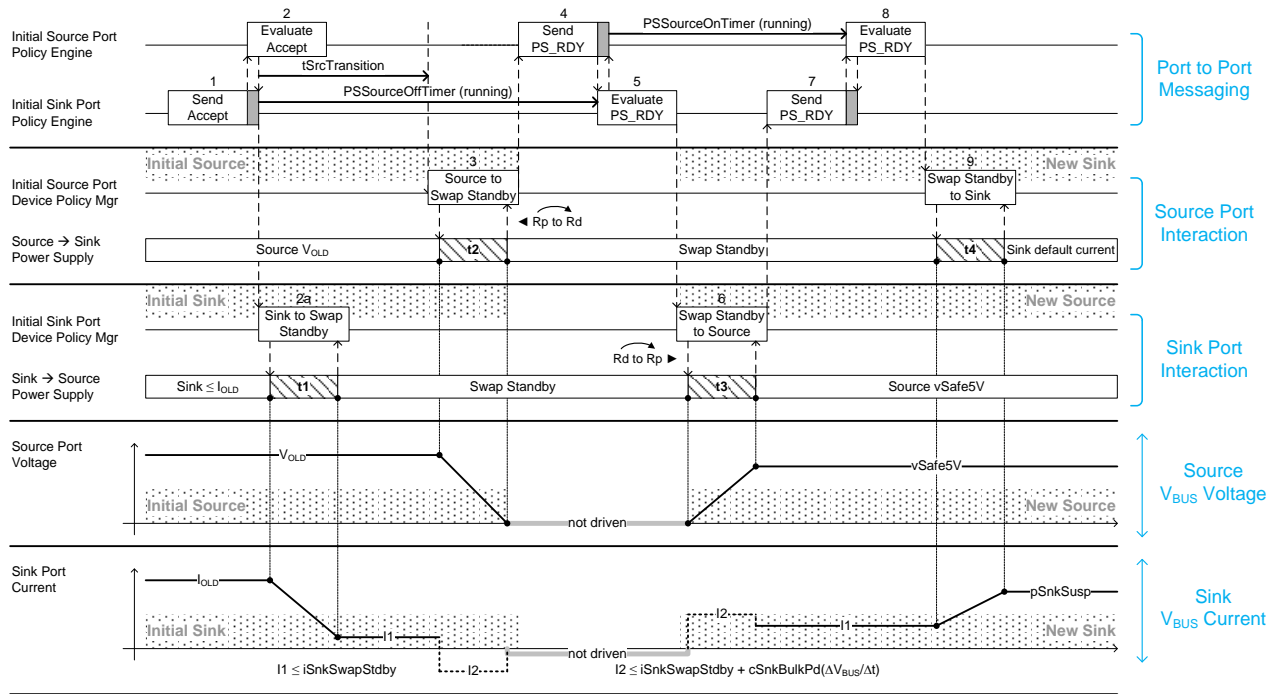 2
4
PSSourceOnTimer (running)
8
Initial Source Port
Policy Engine
Evaluate
Accept
Send
PS_RDY
Evaluate
PS_RDY
tSrcTransition
Port to Port
Messaging
1
PSSourceOffTimer (running)
5
7
Initial Sink Port
Policy Engine
Send
Accept
Evaluate
PS_RDY
Send
PS_RDY
Initial Source
3
9
New Sink
Initial Source Port
Device Policy Mgr
Source to
Swap Standby
Swap Standby
to Sink
Rp to Rd
Source Port
Interaction
Source → Sink
Power Supply
Source VOLD
t2
Swap Standby
t4
Sink default current
Initial Sink
2a
6
New Source
Initial Sink Port
Device Policy Mgr
Sink to Swap
Standby
Swap Standby
to Source
Rd to Rp
Sink Port
Interaction
Sink → Source
Power Supply
Sink ≤ IOLD
t1
Swap Standby
t3
Source vSafe5V
Source Port
Voltage
VOLD
vSafe5V
Source
VBUS Voltage
Initial Source
New Source
not driven
Sink Port
Current
IOLD
pSnkSusp
Sink
VBUS Current
I2
Initial Sink
I1
I1
New Sink
not driven
I1 ≤ iSnkSwapStdby
I2
I2 ≤ iSnkSwapStdby + cSnkBulkPd(ΔVBUS/Δt)